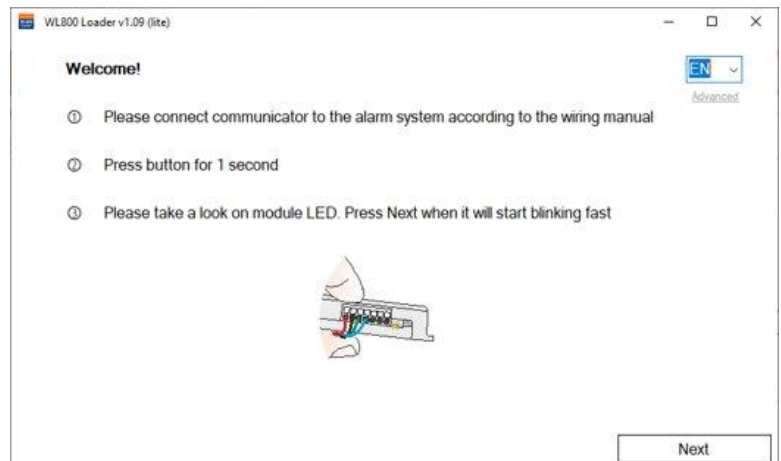 WL800 Loader v1.09 (lite)
Welcome!
EN
Advanced
① Please connect communicator to the alarm system according to the wiring manual
② Press button for 1 second
③ Please take a look on module LED. Press Next when it will start blinking fast
Next